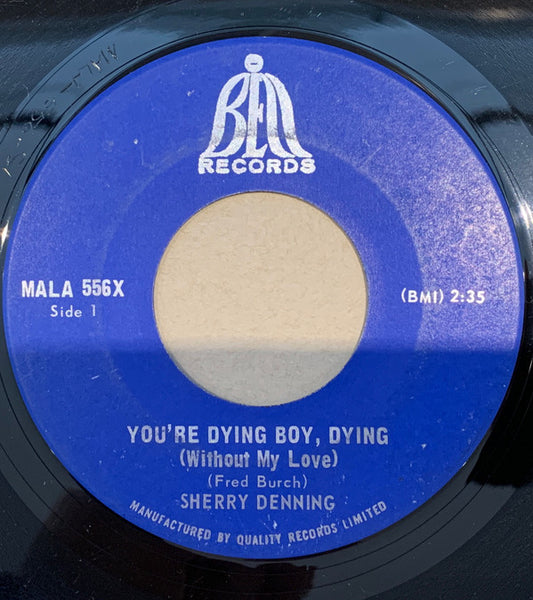 BELL
RECORDS
MALA 556X
Side 1
(BMI) 2:35
YOU'RE DYING BOY, DYING
(Without My Love)
(Fred Burch)
SHERRY DENNING
MANUFACTURED BY QUALITY RECORDS LIMITED